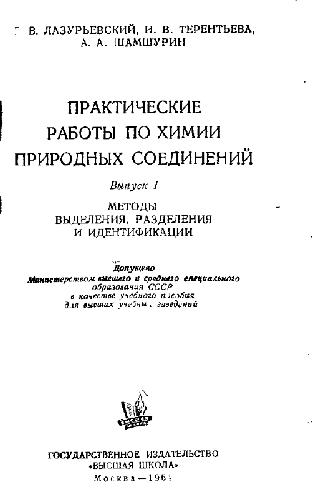 В. ЛАЗУРЬЕВСКИЙ, И. В. ТЕРЕНТЬЕВА,
А. А. ШАМШУРИН
ПРАКТИЧЕСКИЕ
РАБОТЫ ПО ХИМИИ
ПРИРОДНЫХ СОЕДИНЕНИЙ
Выпуск 1
МЕТОДЫ
ВЫДЕЛЕНИЯ, РАЗДЕЛЕНИЯ
И ИДЕНТИФИКАЦИИ
Допущено
Министерством высшего и среднего специального
образования СССР
в качестве учебного пособия
для высших учебных заведений
ГОСУДАРСТВЕННОЕ ИЗДАТЕЛЬСТВО
«ВЫСШАЯ ШКОЛА»
Москва—196